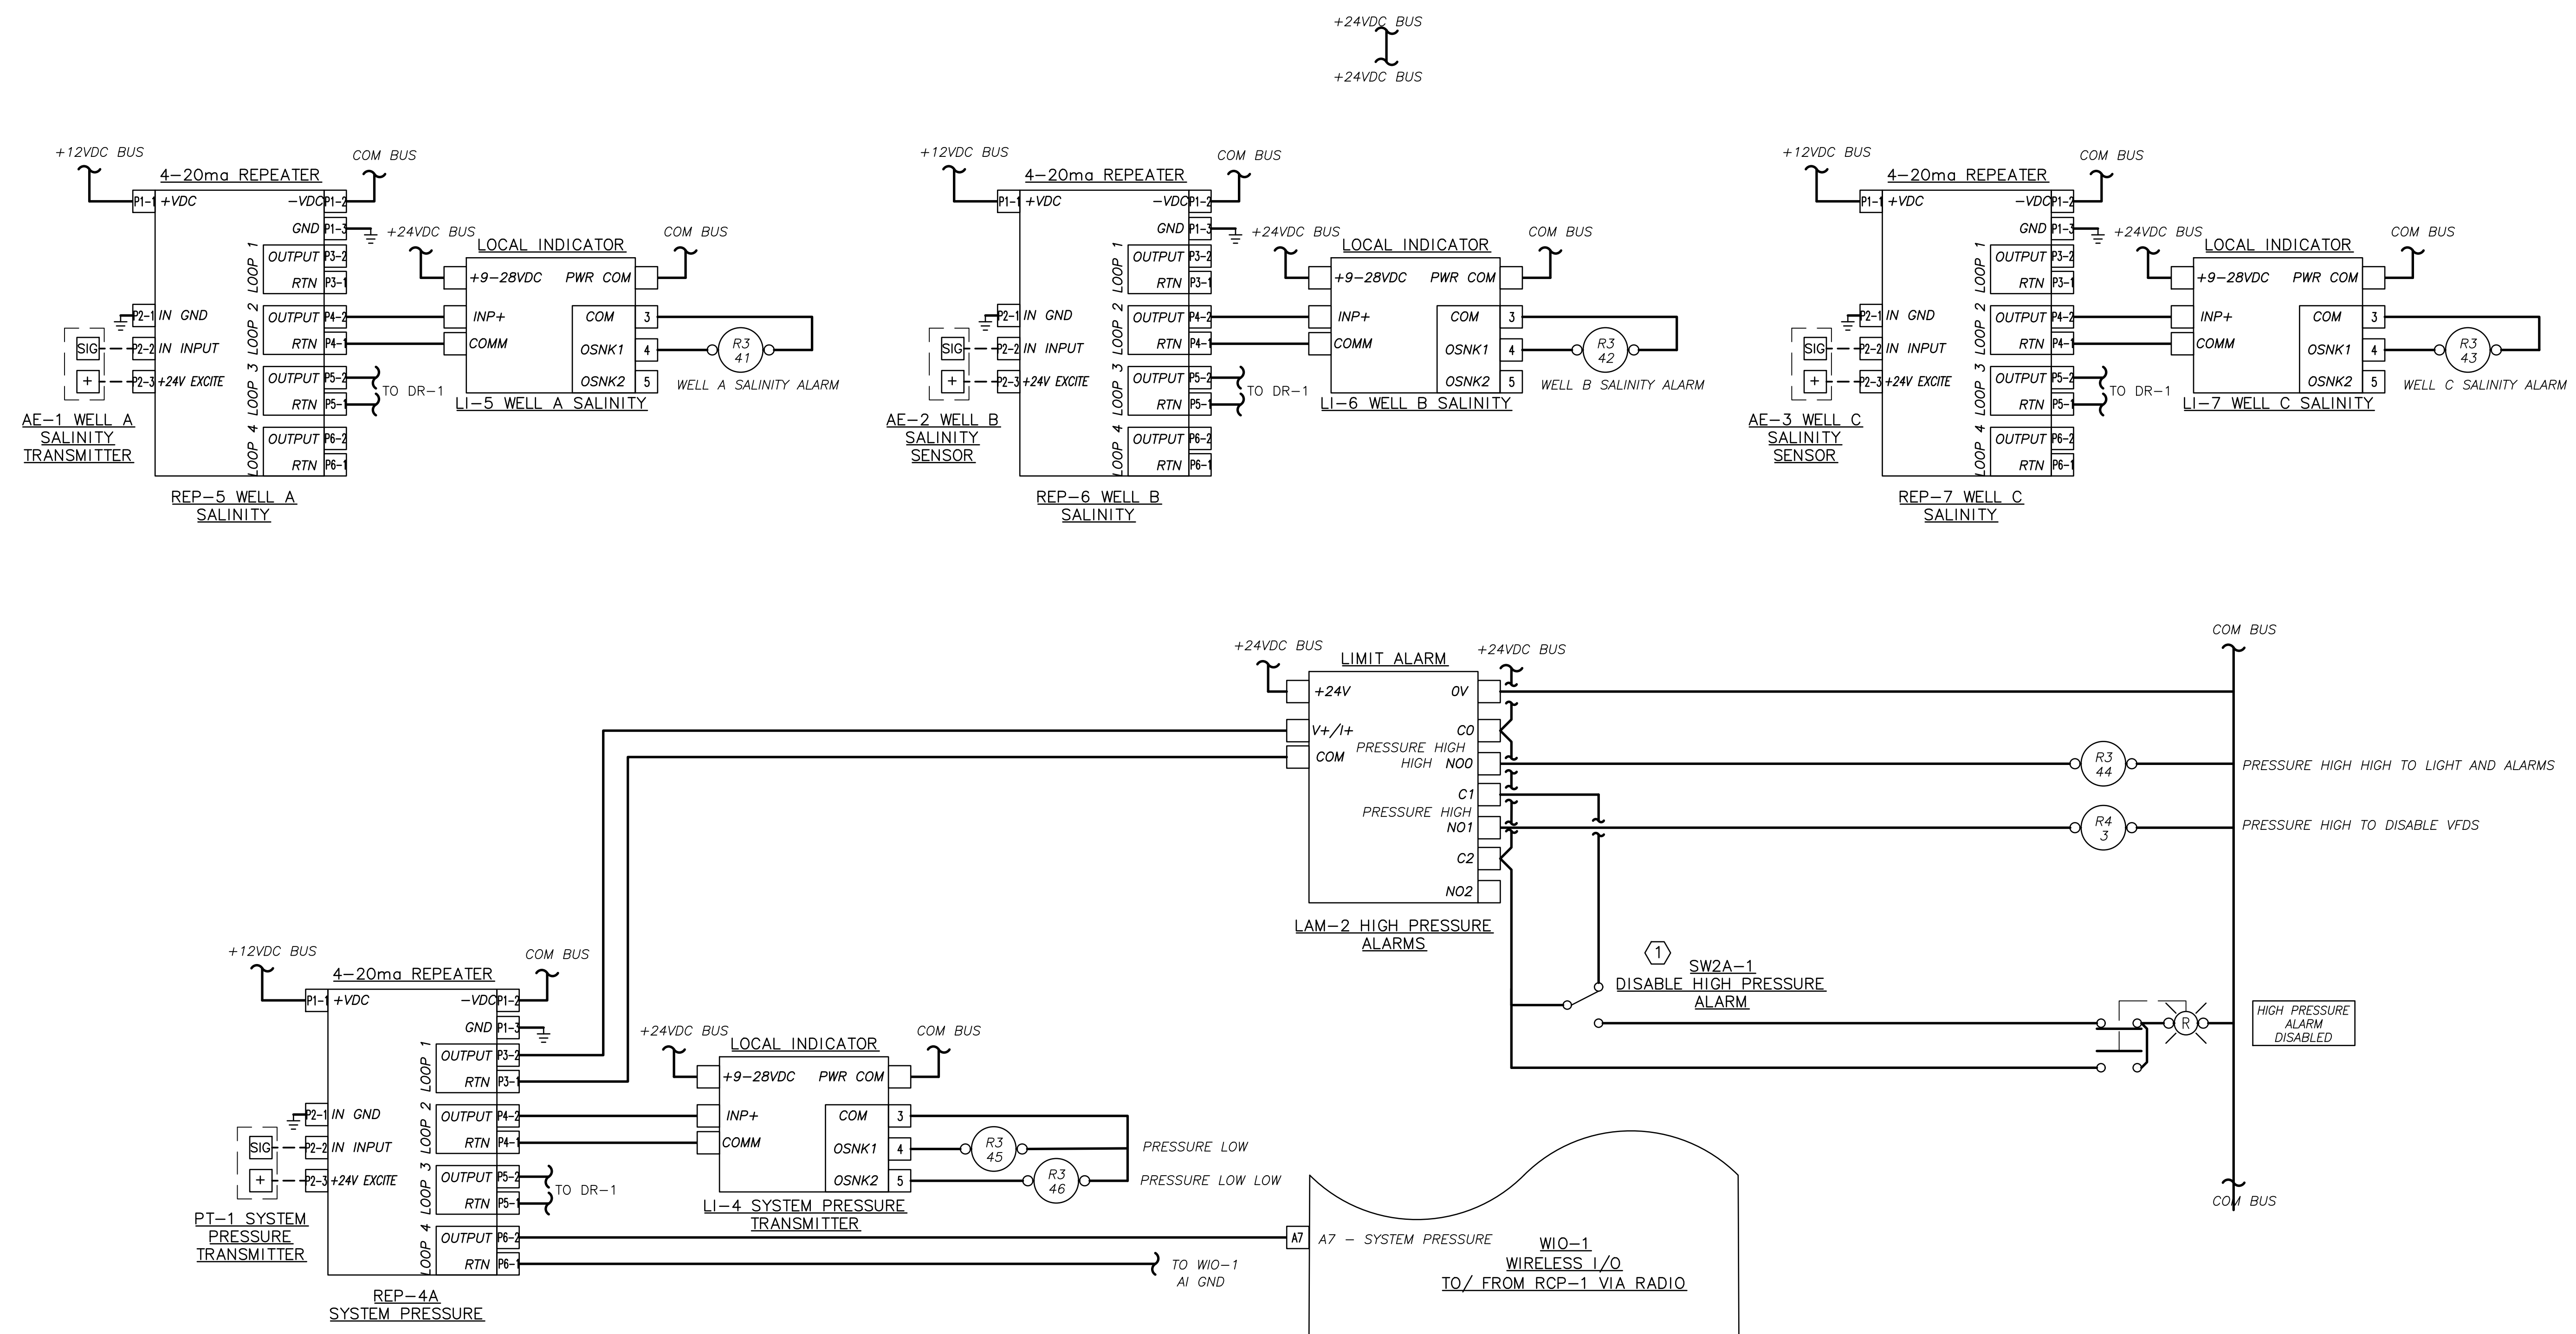 +24VDC BUS
+24VDC BUS
+12VDC BUS
COM BUS
4-20ma REPEATER
P1-1
+VDC
-VDC
P1-2
GND
P1-3
LOOP 1
OUTPUT
P3-2
RTN
P3-1
P2-1
IN GND
LOOP 2
OUTPUT
P4-2
RTN
P4-1
SIG
P2-2
IN INPUT
+
P2-3
+24V EXCITE
LOOP 3
OUTPUT
P5-2
RTN
P5-1
TO DR-1
LOOP 4
OUTPUT
P6-2
RTN
P6-1
AE-1 WELL A
SALINITY
TRANSMITTER
REP-5 WELL A
SALINITY
+24VDC BUS
LOCAL INDICATOR
COM BUS
+9-28VDC
PWR COM
INP+
COMM
COM
3
OSNK1
4
OSNK2
5
R3
41
WELL A SALINITY ALARM
LI-5 WELL A SALINITY
+12VDC BUS
COM BUS
4-20ma REPEATER
P1-1
+VDC
-VDC
P1-2
GND
P1-3
LOOP 1
OUTPUT
P3-2
RTN
P3-1
P2-1
IN GND
LOOP 2
OUTPUT
P4-2
RTN
P4-1
SIG
P2-2
IN INPUT
+
P2-3
+24V EXCITE
LOOP 3
OUTPUT
P5-2
RTN
P5-1
TO DR-1
LOOP 4
OUTPUT
P6-2
RTN
P6-1
AE-2 WELL B
SALINITY
SENSOR
REP-6 WELL B
SALINITY
+24VDC BUS
LOCAL INDICATOR
COM BUS
+9-28VDC
PWR COM
INP+
COMM
COM
3
OSNK1
4
OSNK2
5
R3
42
WELL B SALINITY ALARM
LI-6 WELL B SALINITY
+12VDC BUS
COM BUS
4-20ma REPEATER
P1-1
+VDC
-VDC
P1-2
GND
P1-3
LOOP 1
OUTPUT
P3-2
RTN
P3-1
P2-1
IN GND
LOOP 2
OUTPUT
P4-2
RTN
P4-1
SIG
P2-2
IN INPUT
+
P2-3
+24V EXCITE
LOOP 3
OUTPUT
P5-2
RTN
P5-1
TO DR-1
LOOP 4
OUTPUT
P6-2
RTN
P6-1
AE-3 WELL C
SALINITY
SENSOR
REP-7 WELL C
SALINITY
+24VDC BUS
LOCAL INDICATOR
COM BUS
+9-28VDC
PWR COM
INP+
COMM
COM
3
OSNK1
4
OSNK2
5
R3
43
WELL C SALINITY ALARM
LI-7 WELL C SALINITY
+24VDC BUS
LIMIT ALARM
+24VDC BUS
COM BUS
+24V
0V
V+/I+
C0
COM
PRESSURE HIGH
HIGH
NO0
C1
PRESSURE HIGH
NO1
C2
NO2
R3
44
PRESSURE HIGH HIGH TO LIGHT AND ALARMS
R4
3
PRESSURE HIGH TO DISABLE VFDS
LAM-2 HIGH PRESSURE
ALARMS
1
SW2A-1
DISABLE HIGH PRESSURE
ALARM
R
HIGH PRESSURE
ALARM
DISABLED
COM BUS
+12VDC BUS
COM BUS
4-20ma REPEATER
P1-1
+VDC
-VDC
P1-2
GND
P1-3
LOOP 1
OUTPUT
P3-2
RTN
P3-1
P2-1
IN GND
LOOP 2
OUTPUT
P4-2
RTN
P4-1
SIG
P2-2
IN INPUT
+
P2-3
+24V EXCITE
LOOP 3
OUTPUT
P5-2
RTN
P5-1
TO DR-1
LOOP 4
OUTPUT
P6-2
RTN
P6-1
PT-1 SYSTEM
PRESSURE
TRANSMITTER
REP-4A
SYSTEM PRESSURE
+24VDC BUS
LOCAL INDICATOR
COM BUS
+9-28VDC
PWR COM
INP+
COMM
COM
3
OSNK1
4
OSNK2
5
R3
45
PRESSURE LOW
R3
46
PRESSURE LOW LOW
LI-4 SYSTEM PRESSURE
TRANSMITTER
TO WIO-1
AI GND
A7
A7 - SYSTEM PRESSURE
WIO-1
WIRELESS I/O
TO/ FROM RCP-1 VIA RADIO